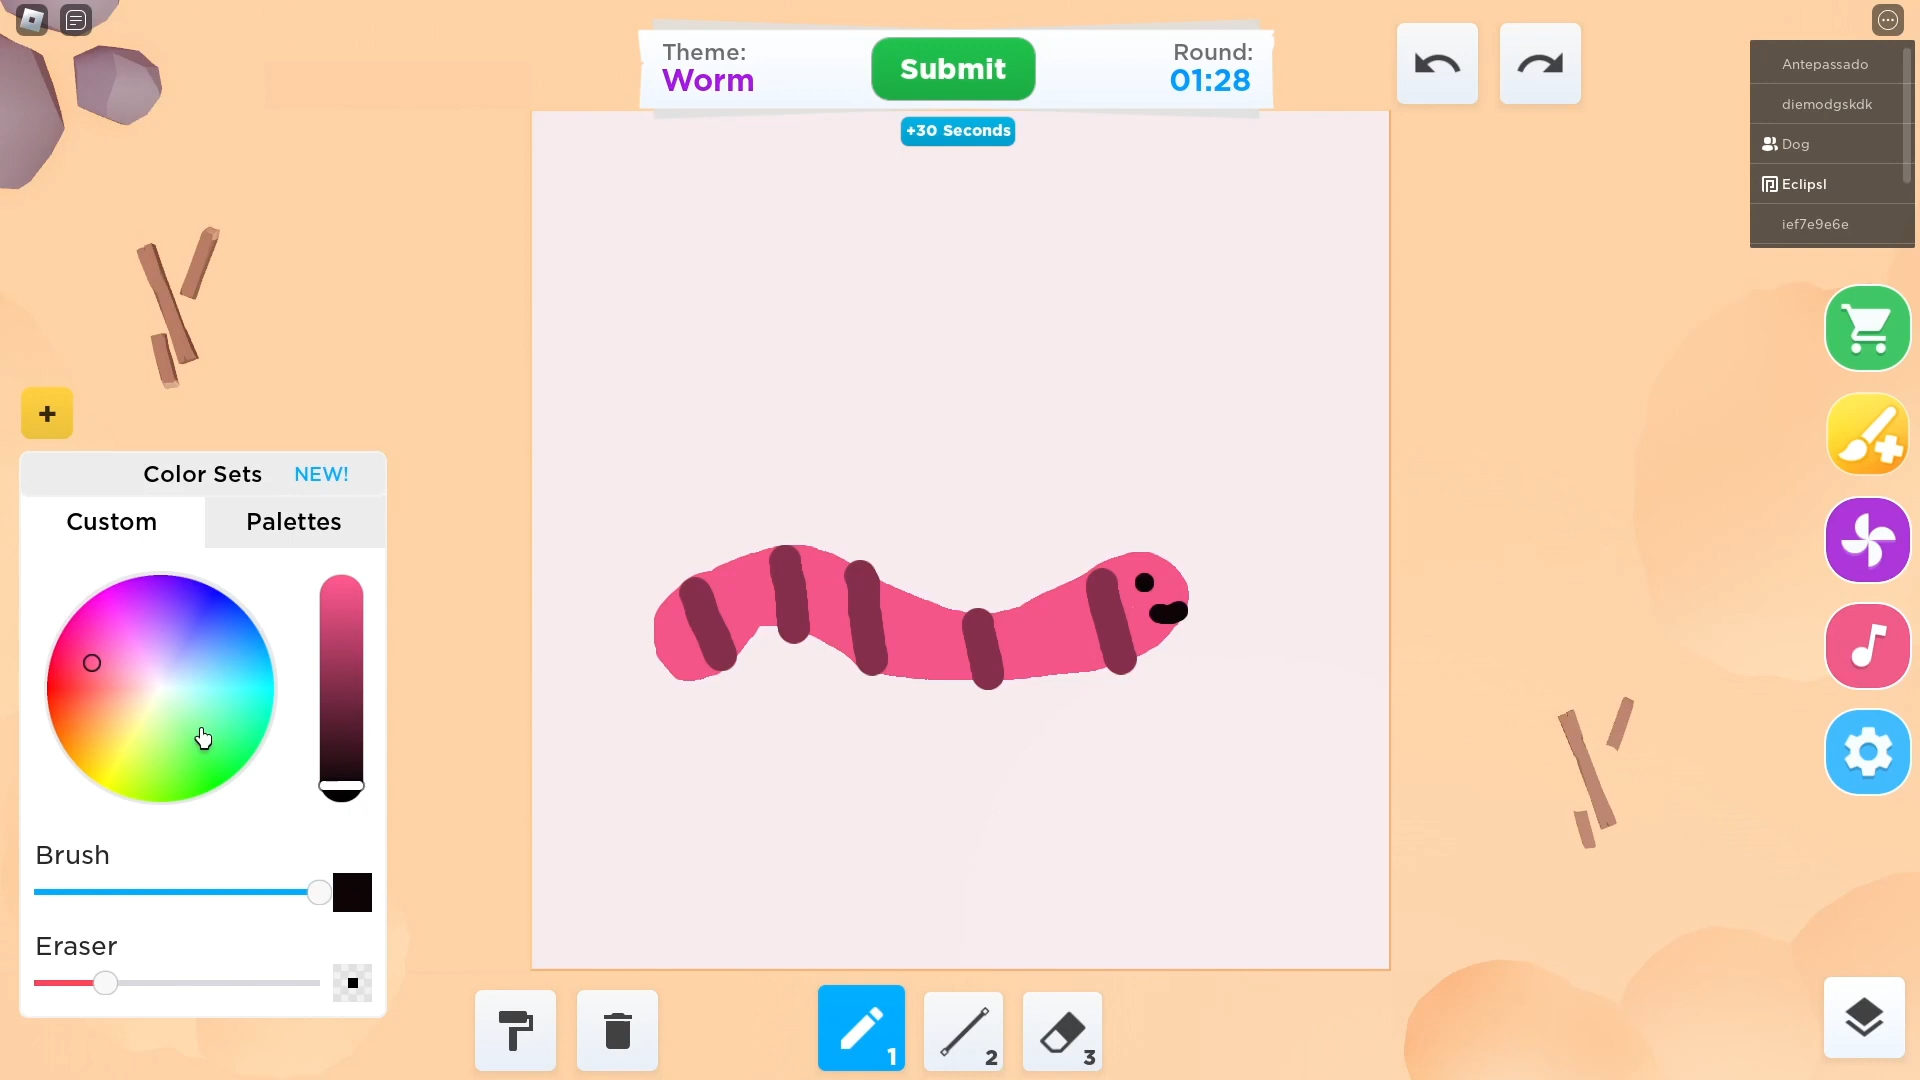 Theme:
Worm
Submit
Round:
01:28
+30 Seconds
Antepassado
diemodgskdk
Dog
Eclipsl
ief7e9e6e
+
Color Sets NEW!
Custom Palettes
Brush
Eraser
1
2
3